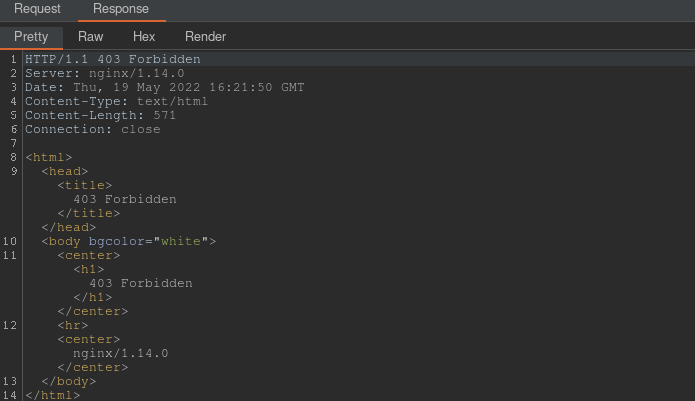 Request Response
Pretty Raw Hex Render
1 HTTP/1.1 403 Forbidden
2 Server: nginx/1.14.0
3 Date: Thu, 19 May 2022 16:21:50 GMT
4 Content-Type: text/html
5 Content-Length: 571
6 Connection: close
7
8 <html>
9 <head>
<title>
403 Forbidden
</title>
</head>
10 <body bgcolor="white">
11 <center>
<h1>
403 Forbidden
</h1>
</center>
12 <hr>
<center>
nginx/1.14.0
</center>
13 </body>
14 </html>